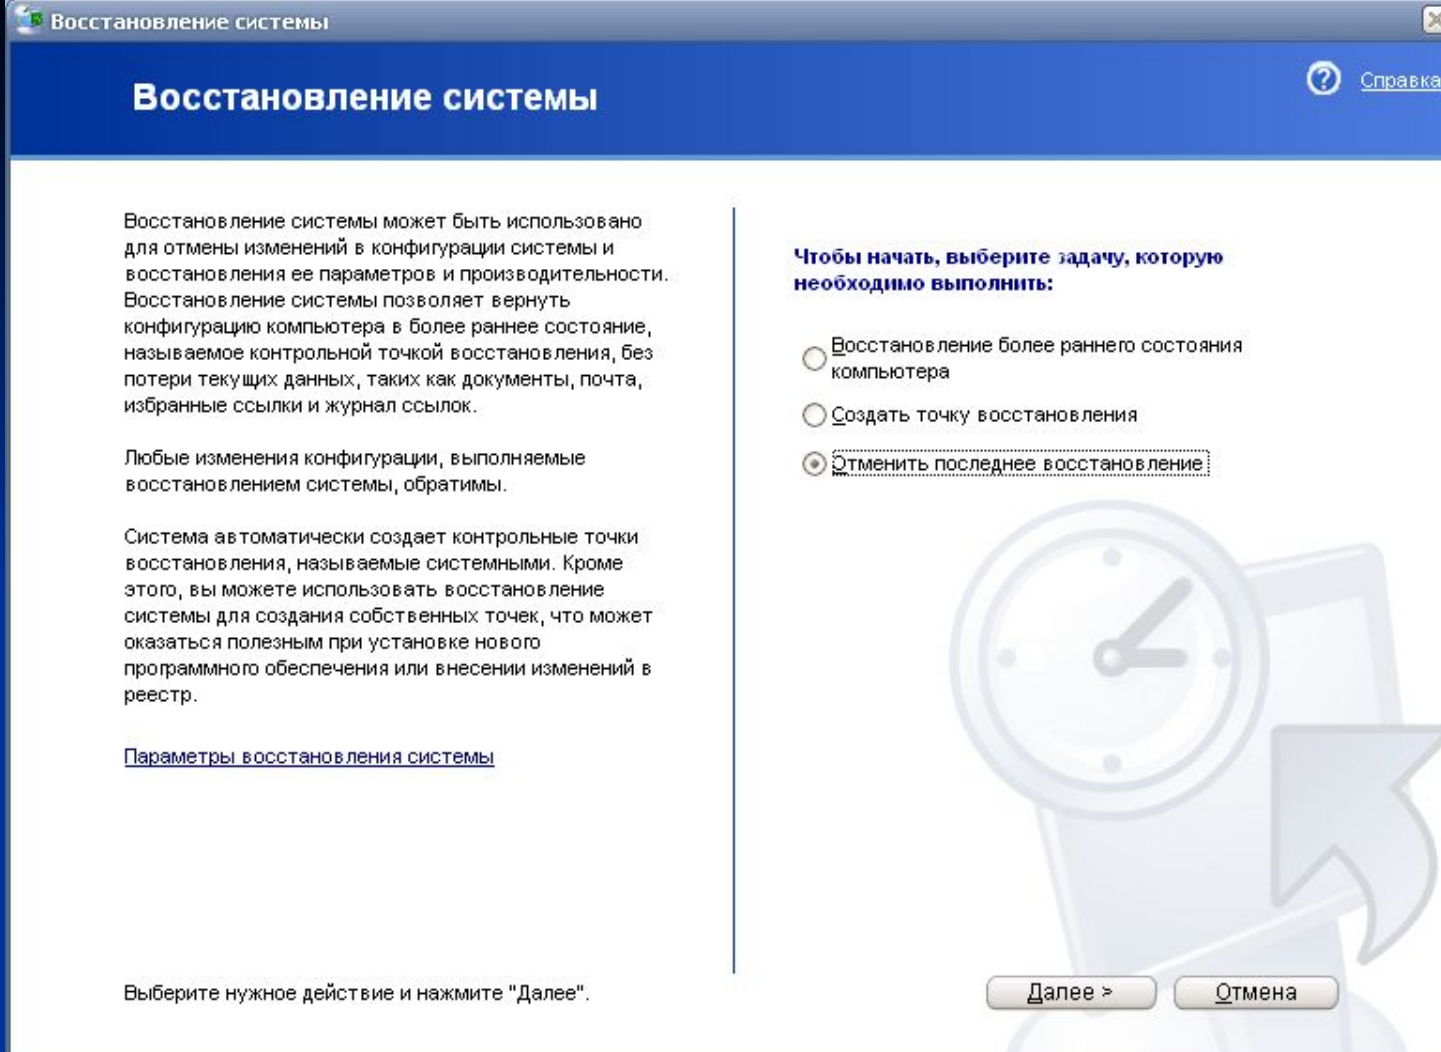 Восстановление системы
Восстановление системы
Справка
Восстановление системы может быть использовано
для отмены изменений в конфигурации системы и
восстановления ее параметров и производительности.
Восстановление системы позволяет вернуть
конфигурацию компьютера в более раннее состояние,
называемое контрольной точкой восстановления, без
потери текущих данных, таких как документы, почта,
избранные ссылки и журнал ссылок.
Любые изменения конфигурации, выполняемые
восстановлением системы, обратимы.
Система автоматически создает контрольные точки
восстановления, называемые системными. Кроме
этого, вы можете использовать восстановление
системы для создания собственных точек, что может
оказаться полезным при установке нового
программного обеспечения или внесении изменений в
реестр.
Параметры восстановления системы
Чтобы начать, выберите задачу, которую
необходимо выполнить:
Восстановление более раннего состояния
компьютера
Создать точку восстановления
Отменить последнее восстановление
Выберите нужное действие и нажмите "Далее".
Далее >
Отмена